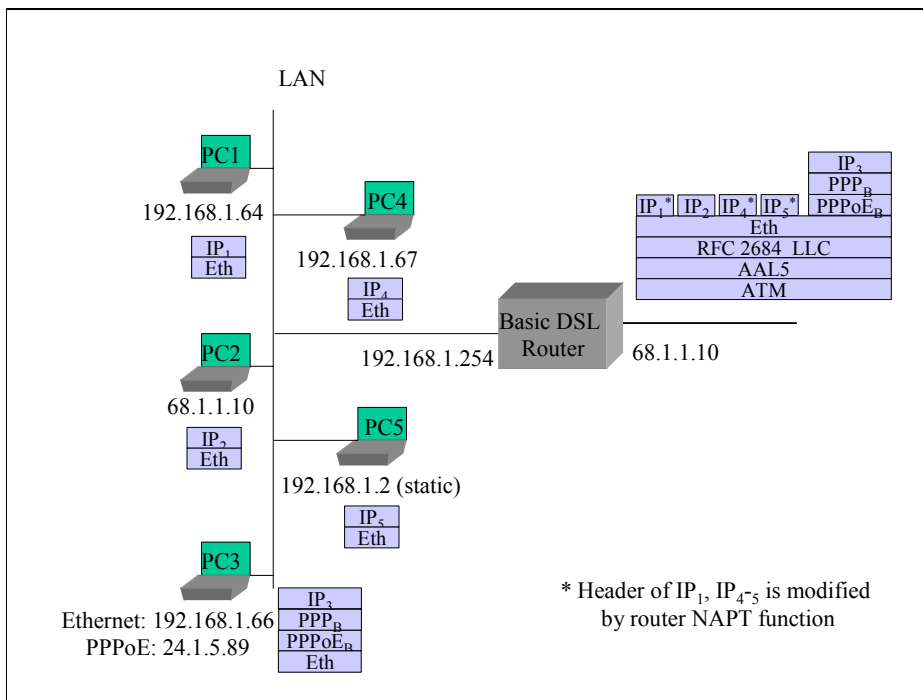 LAN
PC1
192.168.1.64
IP1
Eth
PC4
192.168.1.67
IP4
Eth
IP3
PPPB
PPPoEB
IP1* IP2 IP4* IP5*
Eth
RFC 2684 LLC
AAL5
ATM
Basic DSL
Router
192.168.1.254
68.1.1.10
PC2
68.1.1.10
IP2
Eth
PC5
192.168.1.2 (static)
IP5
Eth
PC3
Ethernet: 192.168.1.66
PPPoE: 24.1.5.89
IP3
PPPB
PPPoEB
Eth
* Header of IP1, IP4-5 is modified
by router NAPT function